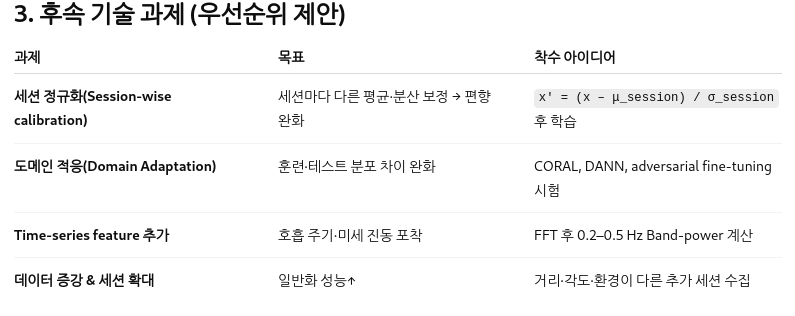 3. 후속 기술 과제 (우선순위 제안)
과제 목표 착수 아이디어
세션 정규화(Session-wise calibration) 세션마다 다른 평균·분산 보정 → 편향 완화 x' = (x – μ_session) / σ_session 후 학습
도메인 적응(Domain Adaptation) 훈련·테스트 분포 차이 완화 CORAL, DANN, adversarial fine-tuning 시험
Time-series feature 추가 호흡 주기·미세 진동 포착 FFT 후 0.2–0.5 Hz Band-power 계산
데이터 증강 & 세션 확대 일반화 성능↑ 거리·각도·환경이 다른 추가 세션 수집